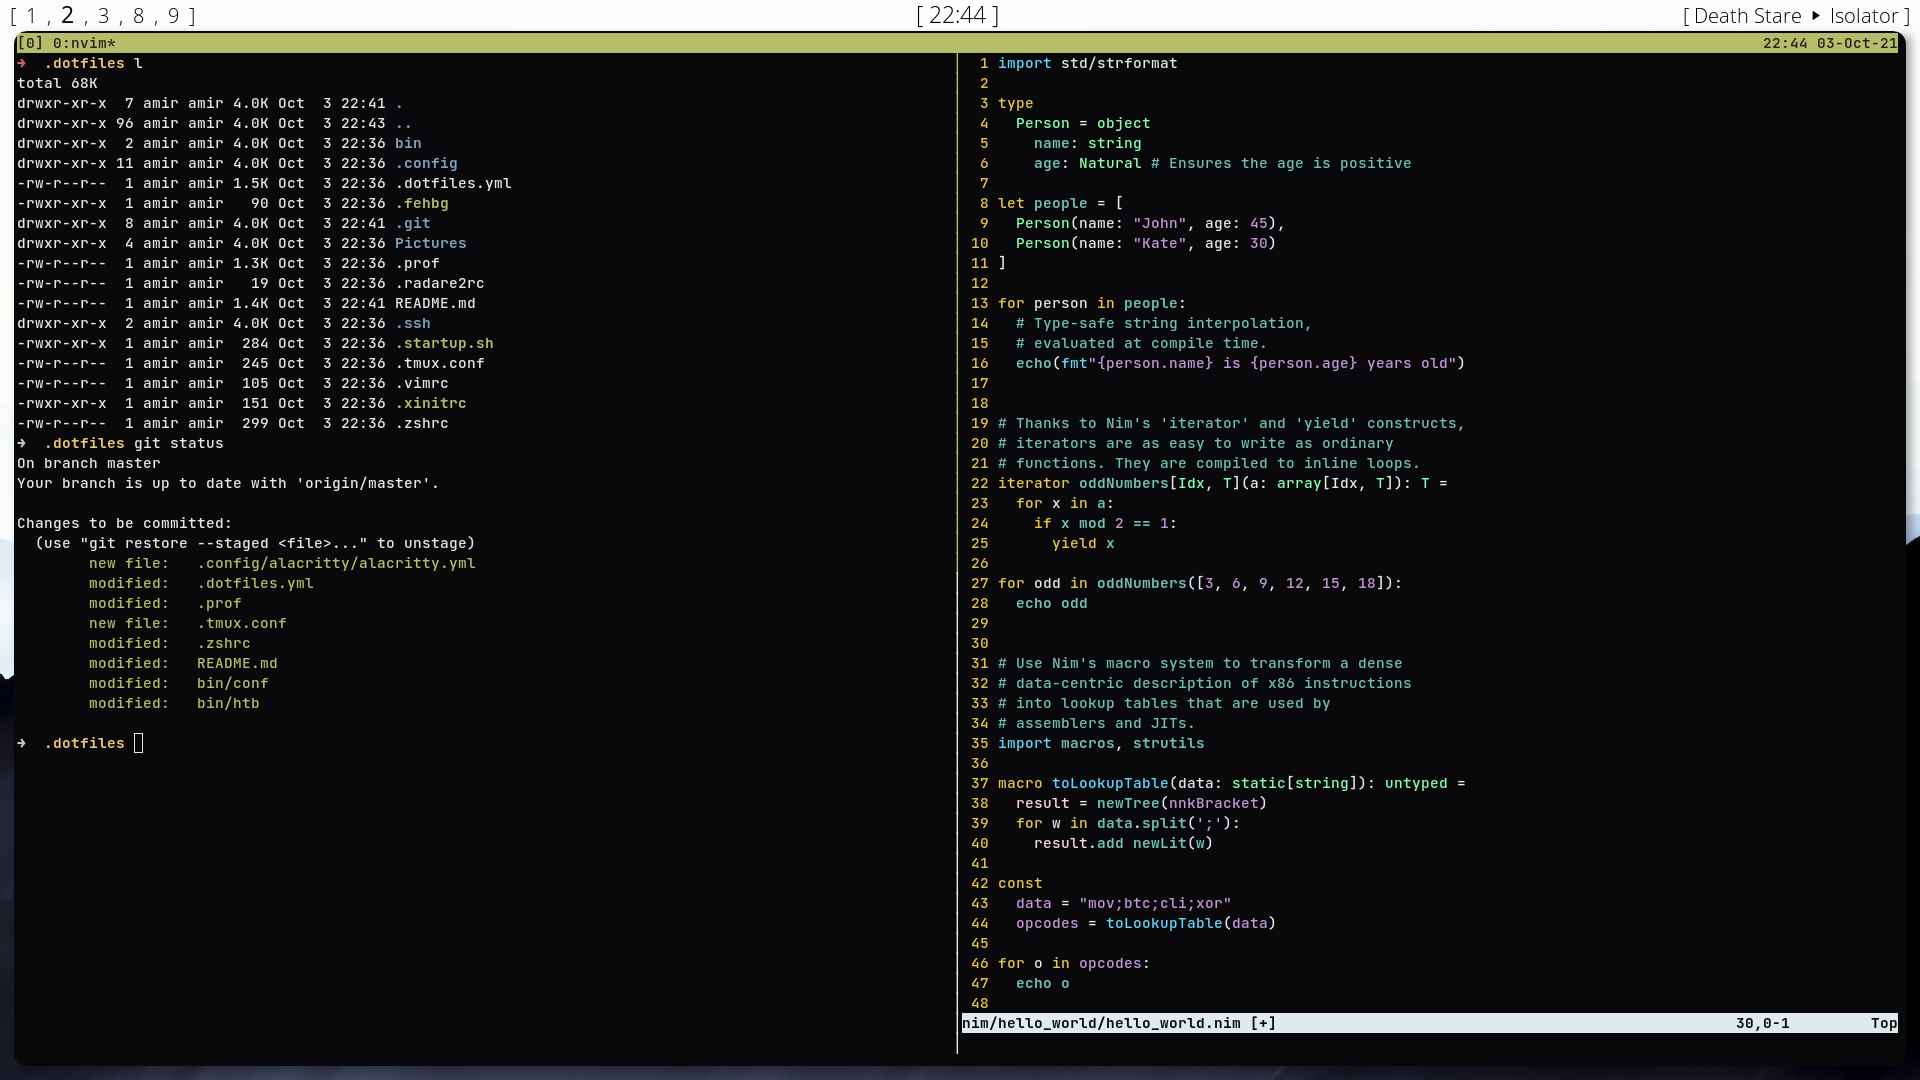 [ 1 , 2 , 3 , 8 , 9 ]
[ 22:44 ]
[ Death Stare ‣ Isolator ]
[0] 0:nvim*
22:44 03-Oct-21
➜  .dotfiles l
total 68K
drwxr-xr-x  7 amir amir 4.0K Oct  3 22:41 .
drwxr-xr-x 96 amir amir 4.0K Oct  3 22:43 ..
drwxr-xr-x  2 amir amir 4.0K Oct  3 22:36 bin
drwxr-xr-x 11 amir amir 4.0K Oct  3 22:36 .config
-rw-r--r--  1 amir amir 1.5K Oct  3 22:36 .dotfiles.yml
-rwxr-xr-x  1 amir amir   90 Oct  3 22:36 .fehbg
drwxr-xr-x  8 amir amir 4.0K Oct  3 22:41 .git
drwxr-xr-x  4 amir amir 4.0K Oct  3 22:36 Pictures
-rw-r--r--  1 amir amir 1.3K Oct  3 22:36 .prof
-rw-r--r--  1 amir amir   19 Oct  3 22:36 .radare2rc
-rw-r--r--  1 amir amir 1.4K Oct  3 22:41 README.md
drwxr-xr-x  2 amir amir 4.0K Oct  3 22:36 .ssh
-rwxr-xr-x  1 amir amir  284 Oct  3 22:36 .startup.sh
-rw-r--r--  1 amir amir  245 Oct  3 22:36 .tmux.conf
-rw-r--r--  1 amir amir  105 Oct  3 22:36 .vimrc
-rwxr-xr-x  1 amir amir  151 Oct  3 22:36 .xinitrc
-rw-r--r--  1 amir amir  299 Oct  3 22:36 .zshrc
➜  .dotfiles git status
On branch master
Your branch is up to date with 'origin/master'.
Changes to be committed:
  (use "git restore --staged <file>..." to unstage)
        new file:   .config/alacritty/alacritty.yml
        modified:   .dotfiles.yml
        modified:   .prof
        new file:   .tmux.conf
        modified:   .zshrc
        modified:   README.md
        modified:   bin/conf
        modified:   bin/htb
➜  .dotfiles
1 import std/strformat
2
3 type
4   Person = object
5     name: string
6     age: Natural # Ensures the age is positive
7
8 let people = [
9   Person(name: "John", age: 45),
10   Person(name: "Kate", age: 30)
11 ]
12
13 for person in people:
14   # Type-safe string interpolation,
15   # evaluated at compile time.
16   echo(fmt"{person.name} is {person.age} years old")
17
18
19 # Thanks to Nim's 'iterator' and 'yield' constructs,
20 # iterators are as easy to write as ordinary
21 # functions. They are compiled to inline loops.
22 iterator oddNumbers[Idx, T](a: array[Idx, T]): T =
23   for x in a:
24     if x mod 2 == 1:
25       yield x
26
27 for odd in oddNumbers([3, 6, 9, 12, 15, 18]):
28   echo odd
29
30
31 # Use Nim's macro system to transform a dense
32 # data-centric description of x86 instructions
33 # into lookup tables that are used by
34 # assemblers and JITs.
35 import macros, strutils
36
37 macro toLookupTable(data: static[string]): untyped =
38   result = newTree(nnkBracket)
39   for w in data.split(';'):
40     result.add newLit(w)
41
42 const
43   data = "mov;btc;cli;xor"
44   opcodes = toLookupTable(data)
45
46 for o in opcodes:
47   echo o
48
nim/hello_world/hello_world.nim [+]
30,0-1
Top